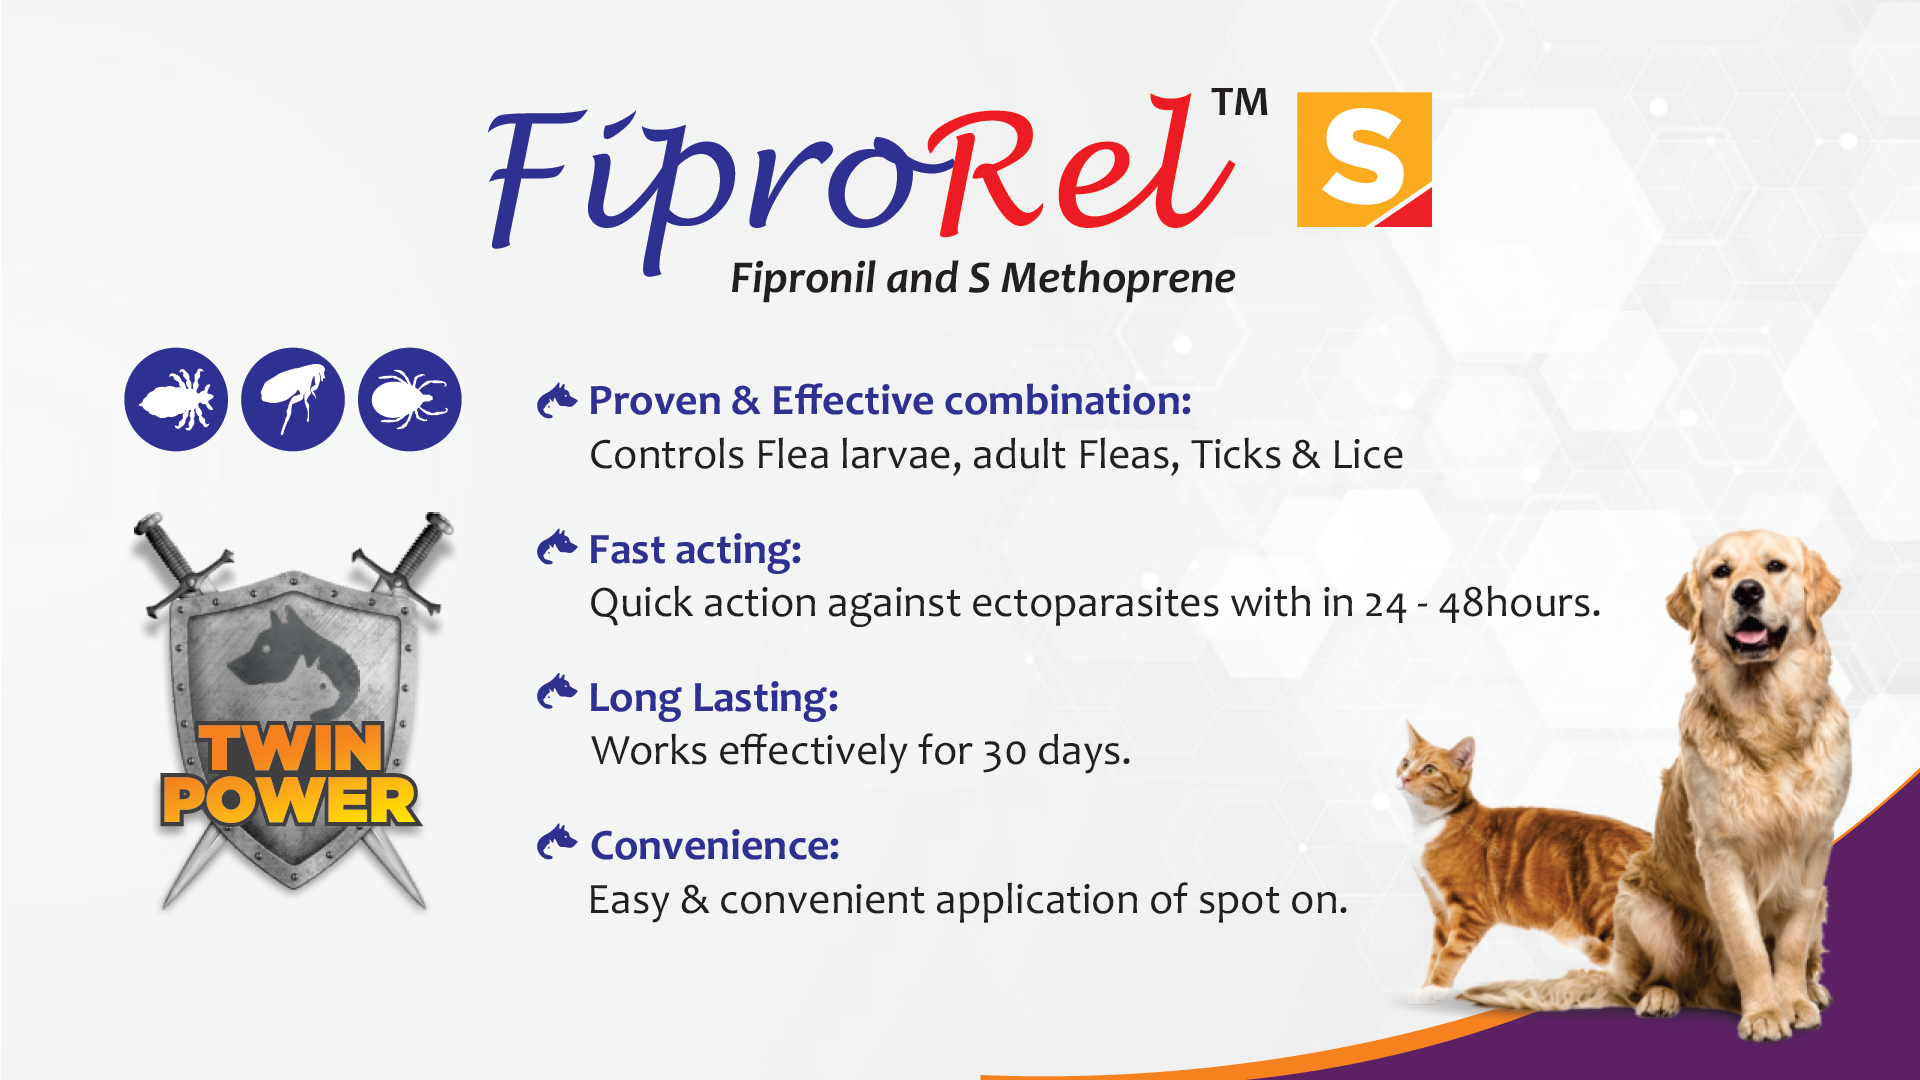 FiproRel™ S
Fipronil and S Methoprene
Proven & Effective combination:
Controls Flea larvae, adult Fleas, Ticks & Lice
Fast acting:
Quick action against ectoparasites with in 24 - 48hours.
Long Lasting:
Works effectively for 30 days.
Convenience:
Easy & convenient application of spot on.
TWIN
POWER